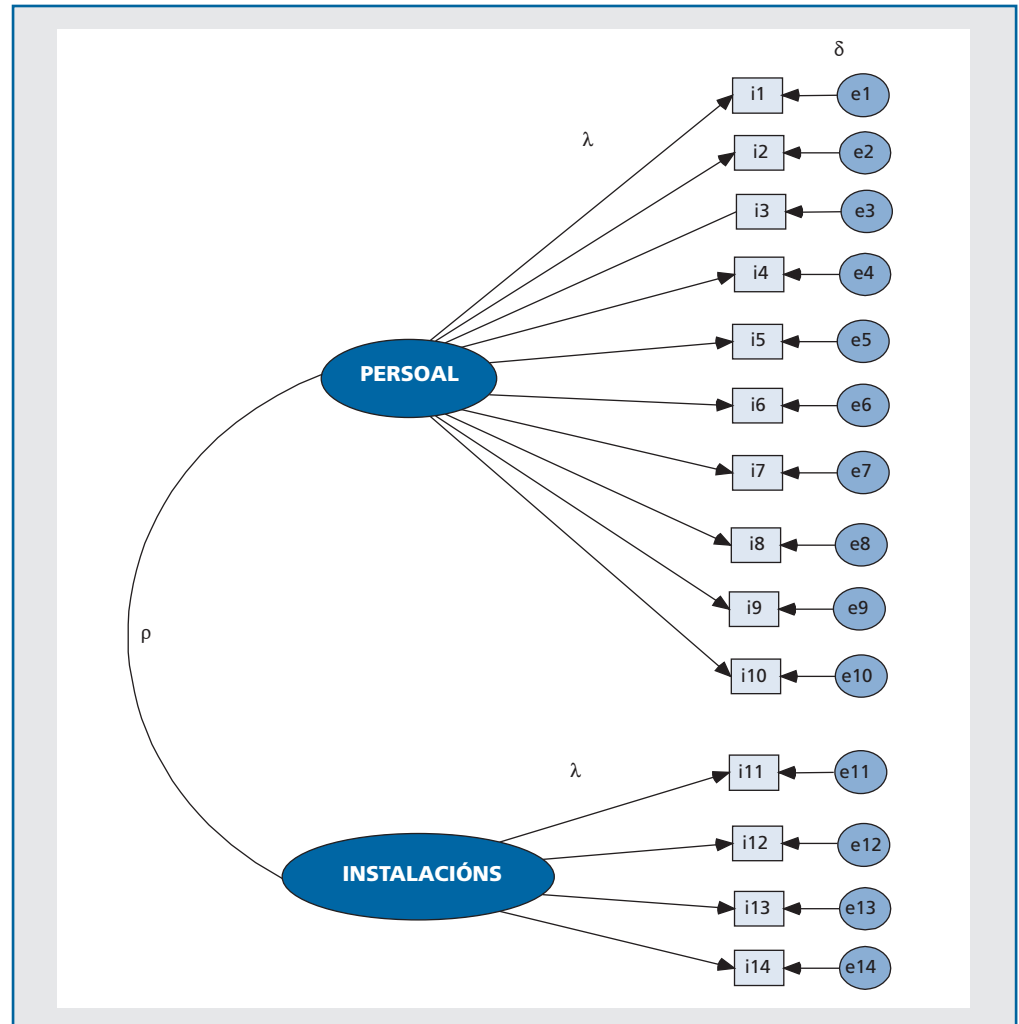 δ
i1 e1
λ
i2 e2
i3 e3
i4 e4
i5 e5
PERSOAL
i6 e6
i7 e7
i8 e8
i9 e9
ρ
i10 e10
λ
i11 e11
i12 e12
INSTALACIÓNS
i13 e13
i14 e14